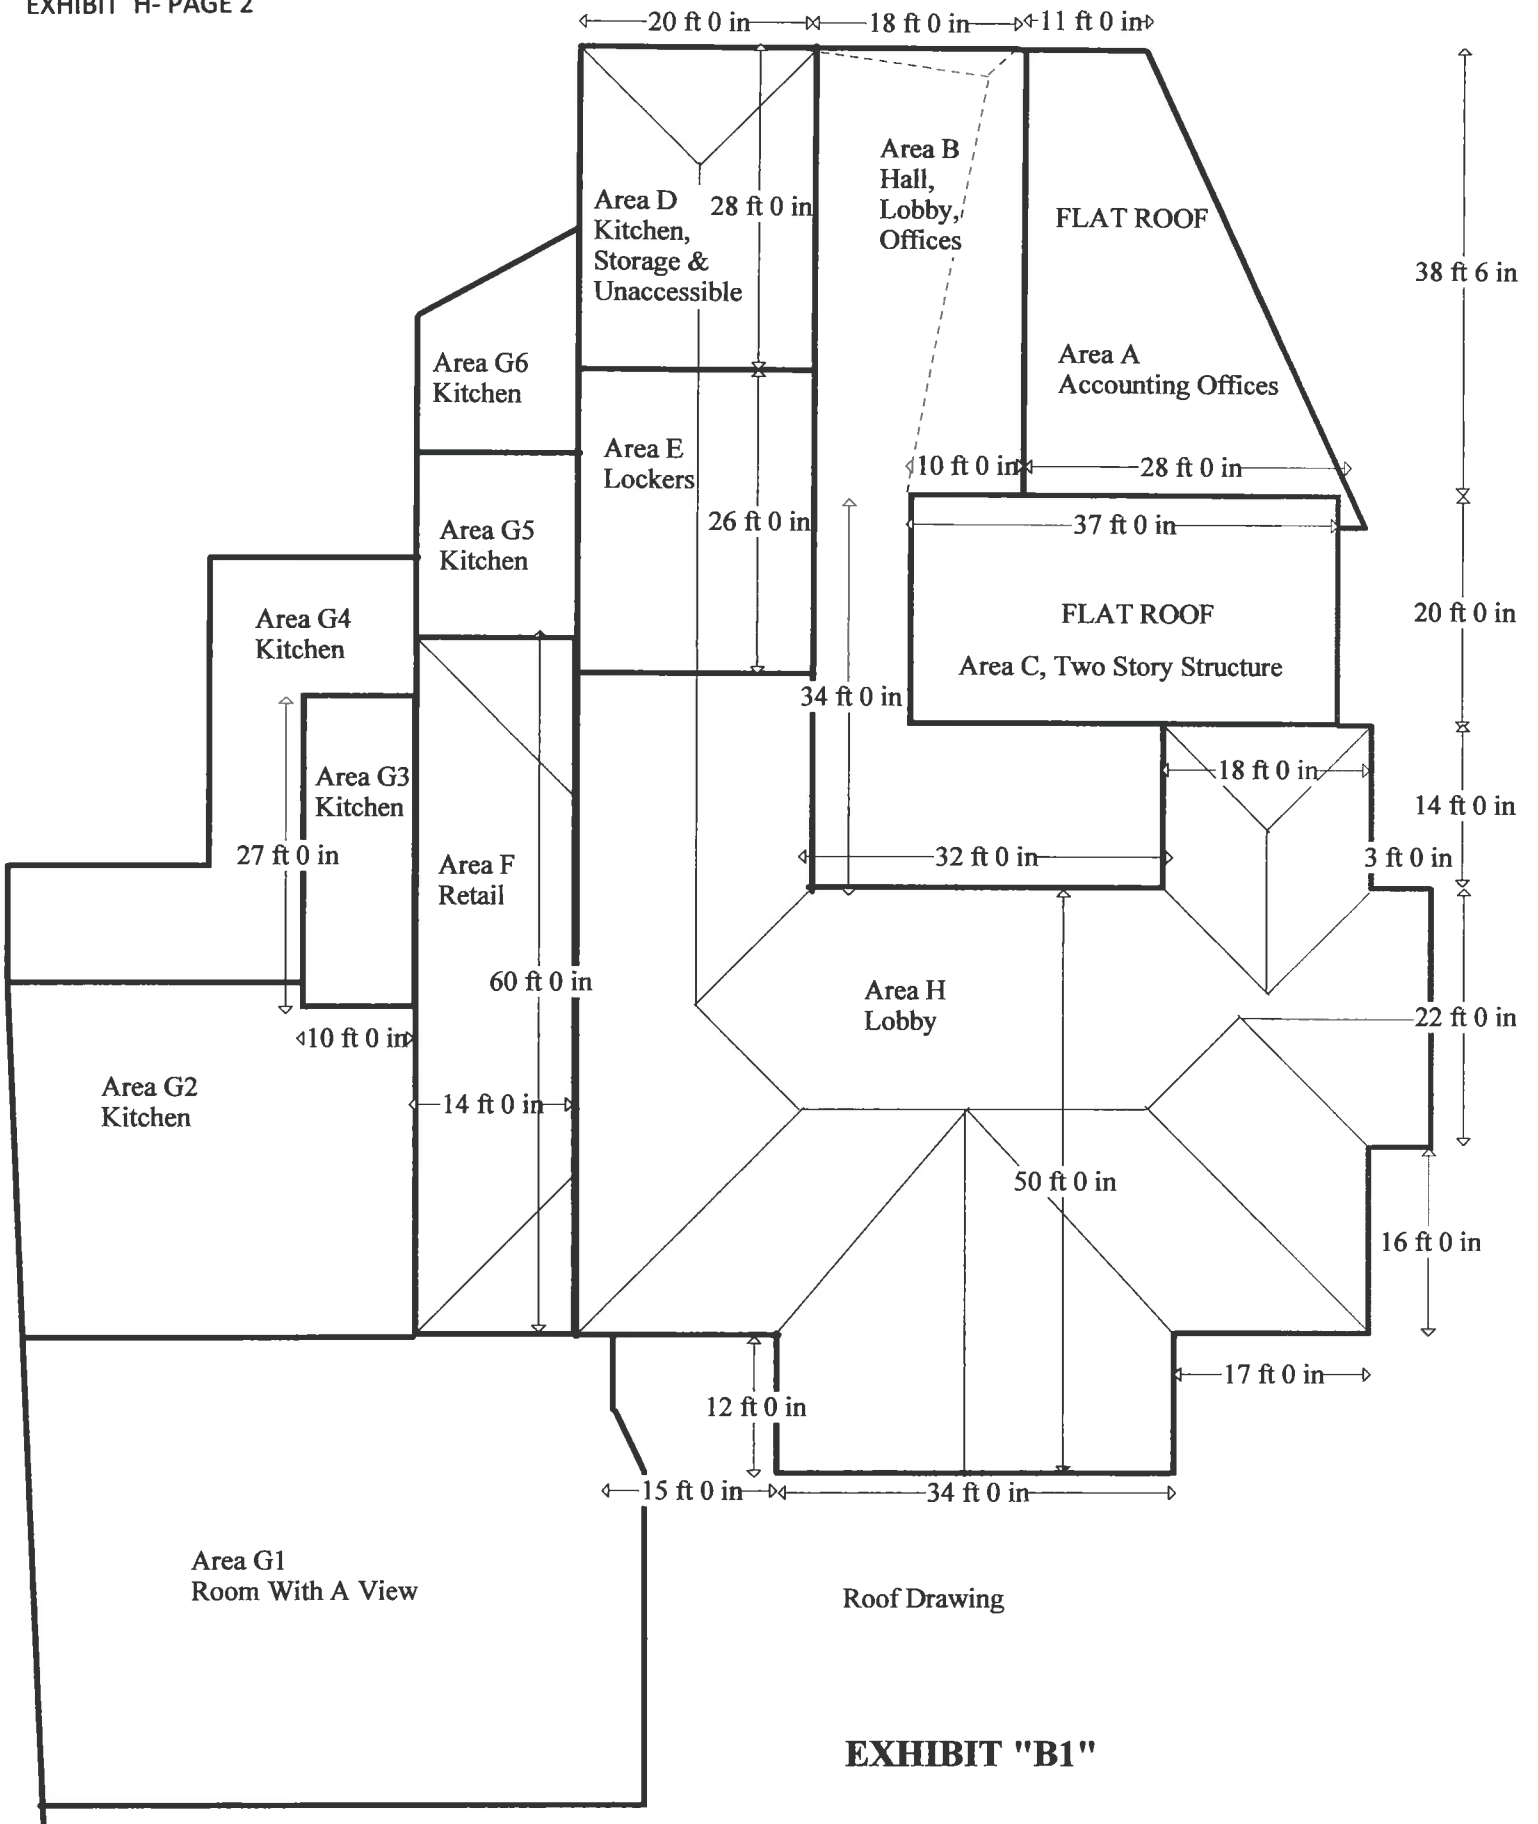 EXHIBIT H- PAGE 2
20 ft 0 in
18 ft 0 in
11 ft 0 in
Area B
Hall,
Lobby,
Offices
Area D
Kitchen,
Storage &
Unaccessible
28 ft 0 in
FLAT ROOF
38 ft 6 in
Area G6
Kitchen
Area A
Accounting Offices
Area E
Lockers
10 ft 0 in
28 ft 0 in
26 ft 0 in
37 ft 0 in
Area G5
Kitchen
Area G4
Kitchen
FLAT ROOF
20 ft 0 in
Area C, Two Story Structure
34 ft 0 in
Area G3
Kitchen
18 ft 0 in
14 ft 0 in
27 ft 0 in
Area F
Retail
32 ft 0 in
3 ft 0 in
60 ft 0 in
Area H
Lobby
22 ft 0 in
10 ft 0 in
Area G2
Kitchen
14 ft 0 in
50 ft 0 in
16 ft 0 in
17 ft 0 in
12 ft 0 in
15 ft 0 in
34 ft 0 in
Area G1
Room With A View
Roof Drawing
EXHIBIT "B1"